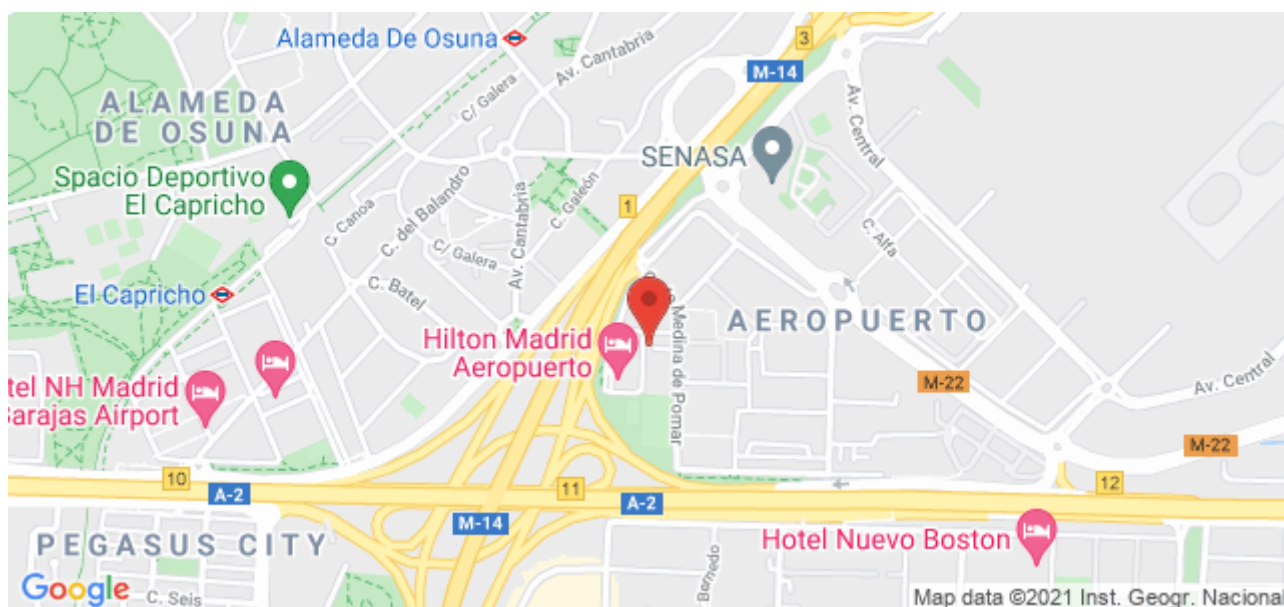 3
Alameda De Osuna
Av. Cantabria
M-14
C/ Galera
ALAMEDA
DE OSUNA
Av. Central
SENASA
Spacio Deportivo
El Capricho
C. Galeón
1
C. Canoa
C. del Balandro
Av. Cantabria
C. Alfa
C/ Galera
El Capricho
C. Batel
Medina de Pomar
AEROPUERTO
Hilton Madrid
Aeropuerto
tel NH Madrid
Barajas Airport
M-22
Av. Central
M-22
10
11
12
A-2
A-2
M-14
PEGASUS CITY
Hotel Nuevo Boston
Bernedo
Google
C. Seis
Map data ©2021 Inst. Geogr. Nacional